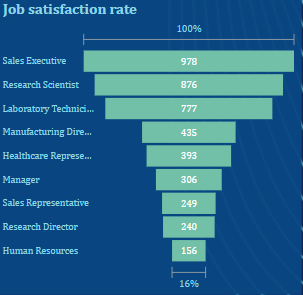 Job satisfaction rate
100%
Sales Executive 978
Research Scientist 876
Laboratory Technici... 777
Manufacturing Dire... 435
Healthcare Represe... 393
Manager 306
Sales Representative 249
Research Director 240
Human Resources 156
16%